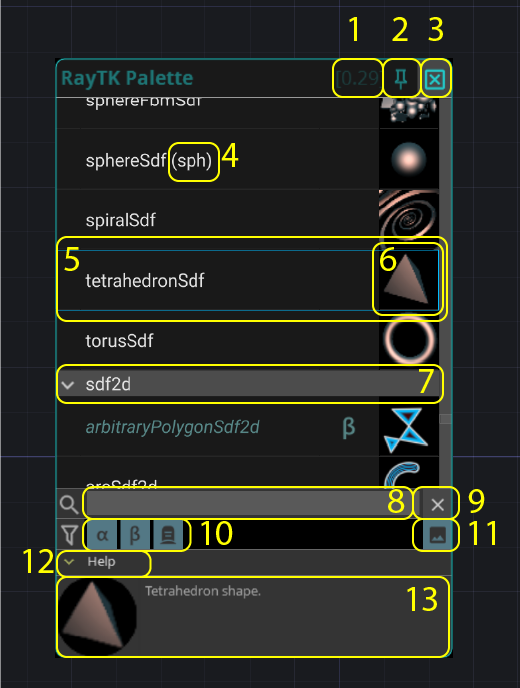 1 2 3
RayTK Palette [0.29
sphereFbmSdf
sphereSdf (sph) 4
spiralSdf
5 tetrahedronSdf 6
torusSdf
sdf2d 7
arbitraryPolygonSdf2d β
arcSdf2d
8 × 9
α β 10 11
12 Help
Tetrahedron shape. 13